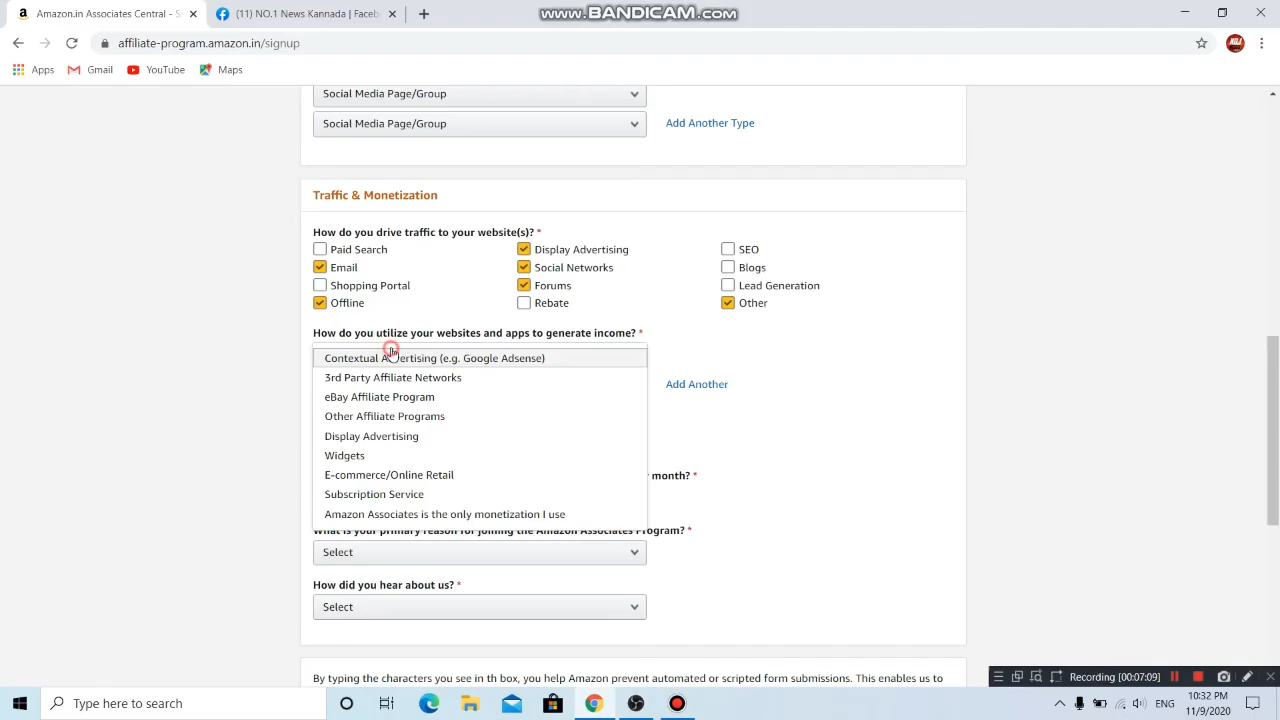 Amazon.in Associates Central - S
(11) NO.1 News Kannada | Faceb
www.BANDICAM.com
affiliate-program.amazon.in/signup
Apps
Gmail
YouTube
Maps
Social Media Page/Group
Social Media Page/Group
Add Another Type
Traffic & Monetization
How do you drive traffic to your website(s)? *
Paid Search
Display Advertising
SEO
Email
Social Networks
Blogs
Shopping Portal
Forums
Lead Generation
Offline
Rebate
Other
How do you utilize your websites and apps to generate income? *
Contextual Advertising (e.g. Google Adsense)
3rd Party Affiliate Networks
Add Another
eBay Affiliate Program
Other Affiliate Programs
Display Advertising
Widgets
E-commerce/Online Retail
month? *
Subscription Service
Amazon Associates is the only monetization I use
What is your primary reason for joining the Amazon Associates Program? *
Select
How did you hear about us? *
Select
By typing the characters you see in th box, you help Amazon prevent automated or scripted form submissions. This enables us to
Recording [00:07:09]
Type here to search
ENG
10:32 PM
11/9/2020